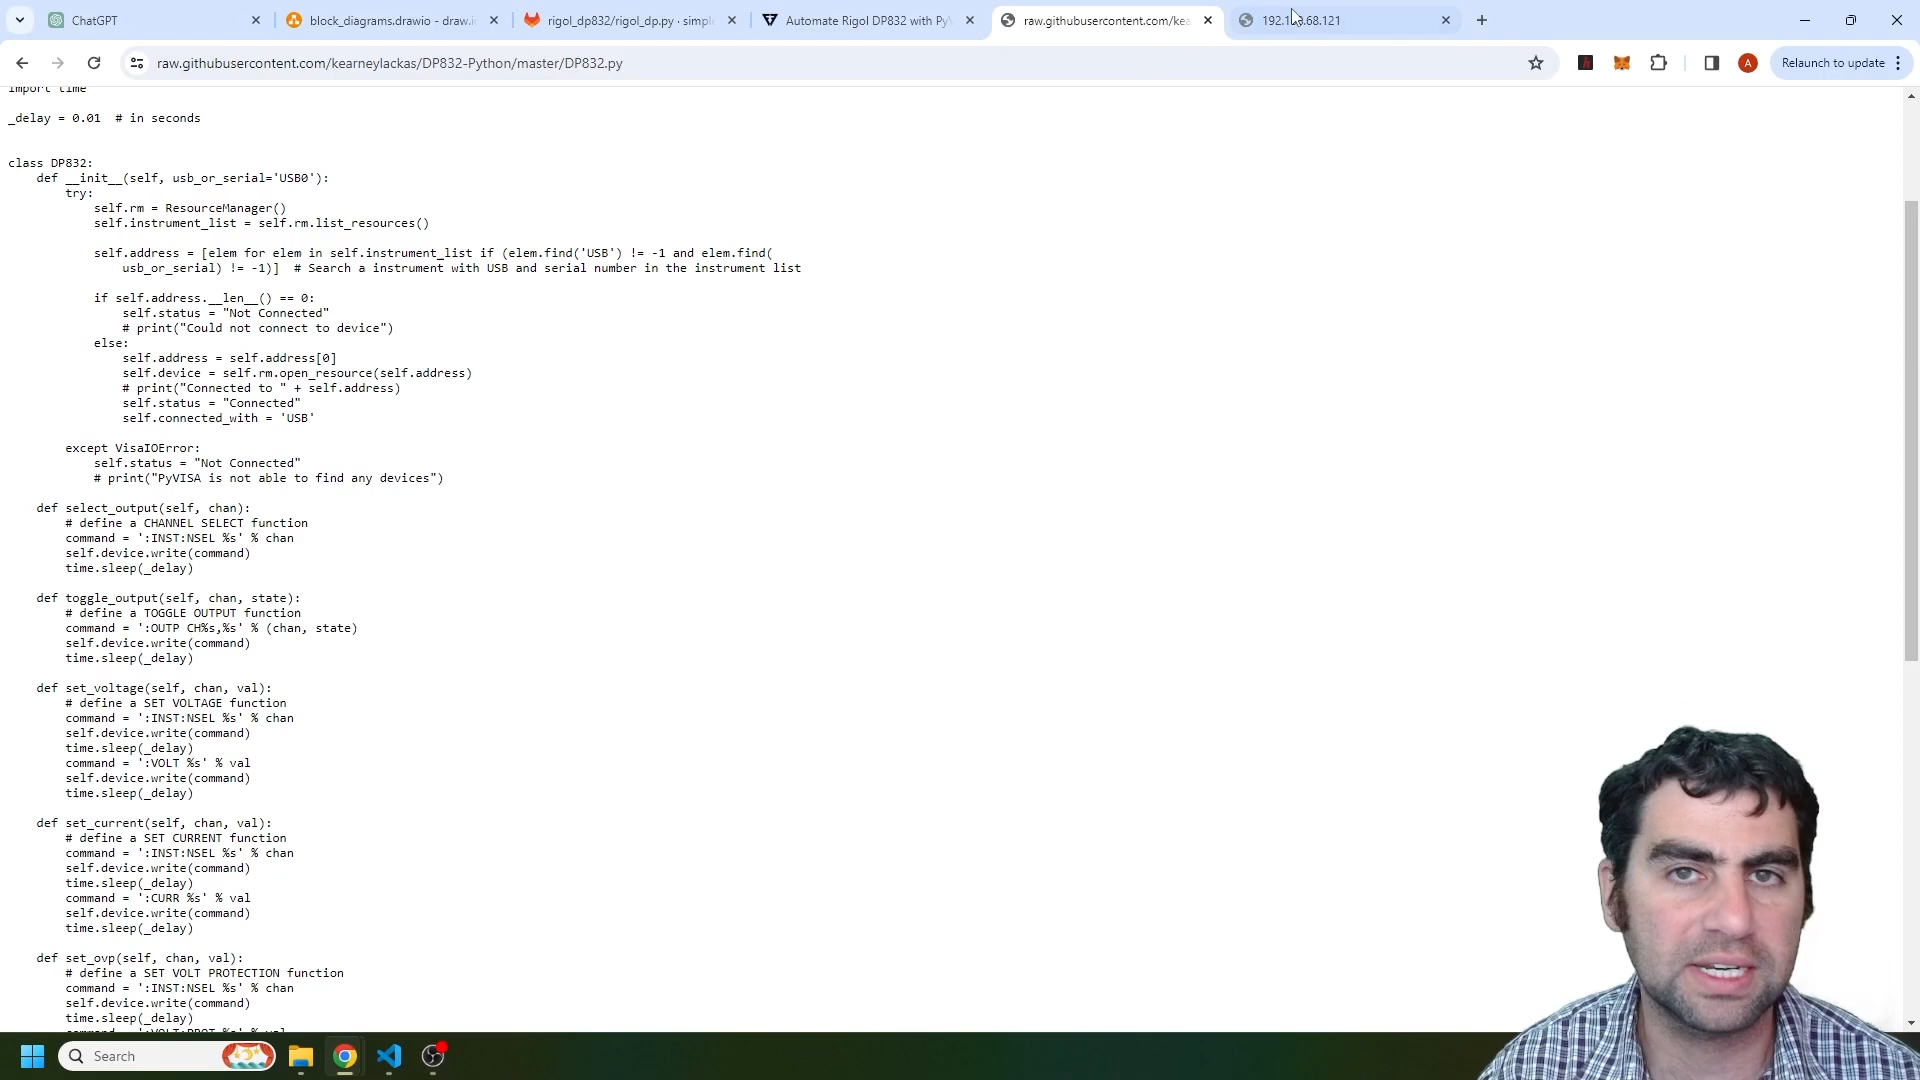 ChatGPT
block_diagrams.drawio - draw.i
rigol_dp832/rigol_dp.py · simple
Automate Rigol DP832 with PyV
raw.githubusercontent.com/kea
68.121
raw.githubusercontent.com/kearneylackas/DP832-Python/master/DP832.py
Relaunch to update
A
import time
_delay = 0.01  # in seconds
class DP832:
def __init__(self, usb_or_serial='USB0'):
try:
self.rm = ResourceManager()
self.instrument_list = self.rm.list_resources()
self.address = [elem for elem in self.instrument_list if (elem.find('USB') != -1 and elem.find(
usb_or_serial) != -1)]  # Search a instrument with USB and serial number in the instrument list
if self.address.__len__() == 0:
self.status = "Not Connected"
# print("Could not connect to device")
else:
self.address = self.address[0]
self.device = self.rm.open_resource(self.address)
# print("Connected to " + self.address)
self.status = "Connected"
self.connected_with = 'USB'
except VisaIOError:
self.status = "Not Connected"
# print("PyVISA is not able to find any devices")
def select_output(self, chan):
# define a CHANNEL SELECT function
command = ':INST:NSEL %s' % chan
self.device.write(command)
time.sleep(_delay)
def toggle_output(self, chan, state):
# define a TOGGLE OUTPUT function
command = ':OUTP CH%s,%s' % (chan, state)
self.device.write(command)
time.sleep(_delay)
def set_voltage(self, chan, val):
# define a SET VOLTAGE function
command = ':INST:NSEL %s' % chan
self.device.write(command)
time.sleep(_delay)
command = ':VOLT %s' % val
self.device.write(command)
time.sleep(_delay)
def set_current(self, chan, val):
# define a SET CURRENT function
command = ':INST:NSEL %s' % chan
self.device.write(command)
time.sleep(_delay)
command = ':CURR %s' % val
self.device.write(command)
time.sleep(_delay)
def set_ovp(self, chan, val):
# define a SET VOLT PROTECTION function
command = ':INST:NSEL %s' % chan
self.device.write(command)
time.sleep(_delay)
command = ':VOLT:PROT %s' % val
Search